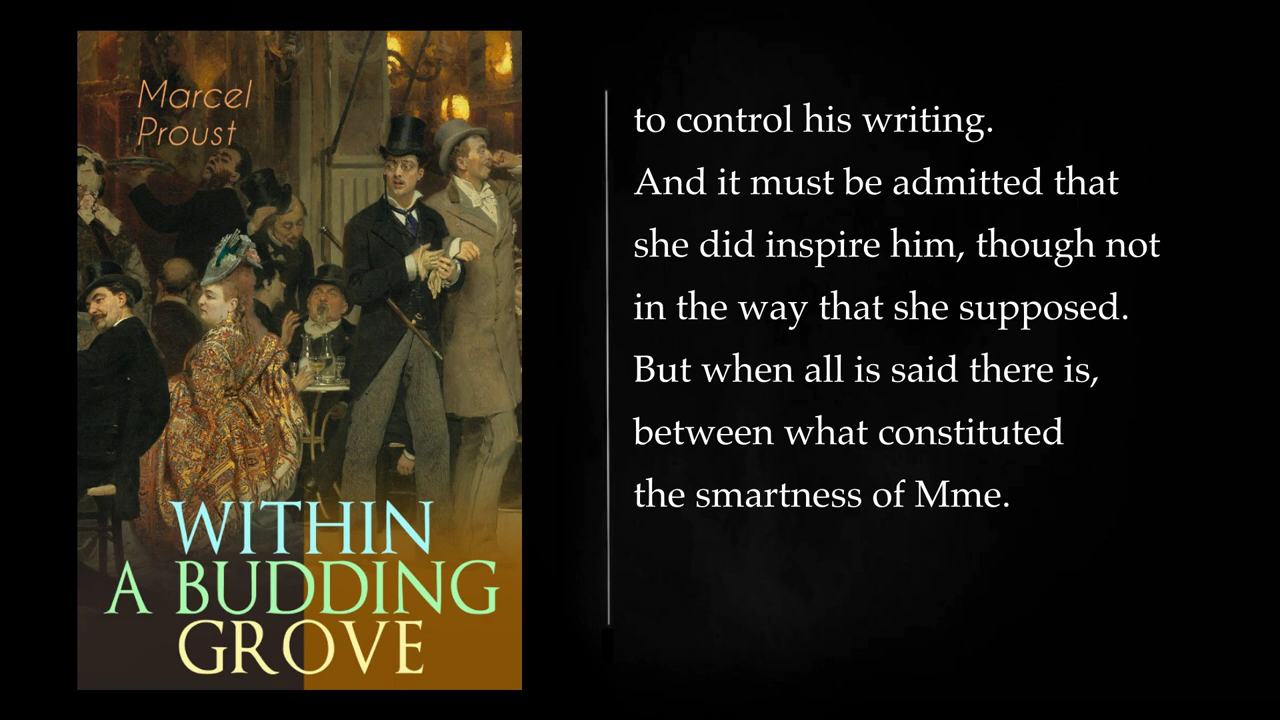 Marcel
Proust
WITHIN
A BUDDING
GROVE
to control his writing.
And it must be admitted that
she did inspire him, though not
in the way that she supposed.
But when all is said there is,
between what constituted
the smartness of Mme.